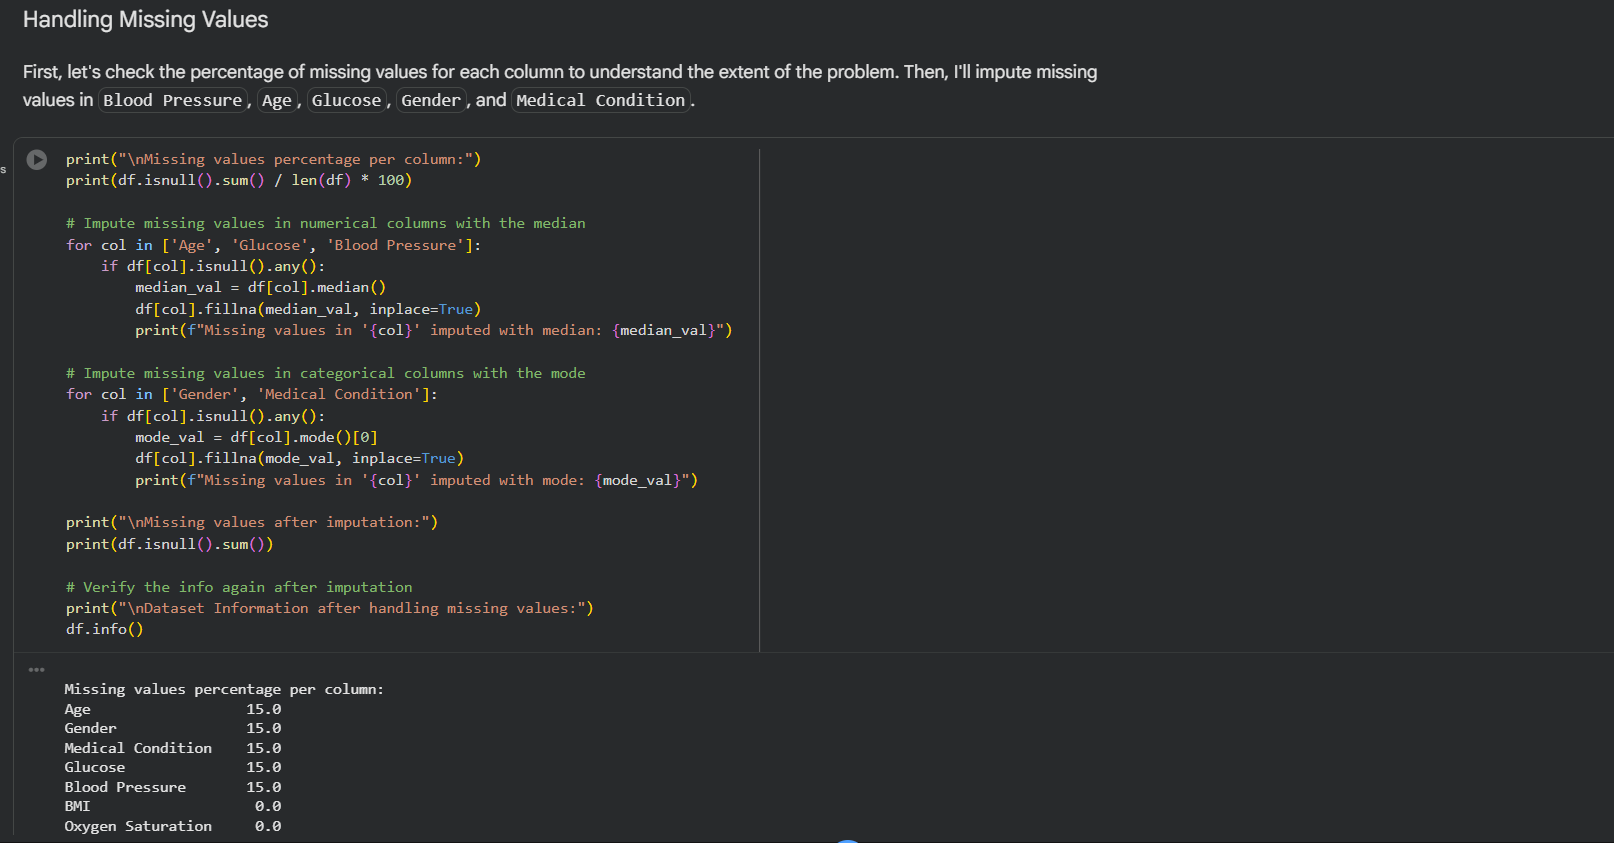 Handling Missing Values
First, let's check the percentage of missing values for each column to understand the extent of the problem. Then, I'll impute missing
values in Blood Pressure, Age, Glucose, Gender, and Medical Condition.
s
print("\nMissing values percentage per column:")
print(df.isnull().sum() / len(df) * 100)
# Impute missing values in numerical columns with the median
for col in ['Age', 'Glucose', 'Blood Pressure']:
    if df[col].isnull().any():
        median_val = df[col].median()
        df[col].fillna(median_val, inplace=True)
        print(f"Missing values in '{col}' imputed with median: {median_val}")
# Impute missing values in categorical columns with the mode
for col in ['Gender', 'Medical Condition']:
    if df[col].isnull().any():
        mode_val = df[col].mode()[0]
        df[col].fillna(mode_val, inplace=True)
        print(f"Missing values in '{col}' imputed with mode: {mode_val}")
print("\nMissing values after imputation:")
print(df.isnull().sum())
# Verify the info again after imputation
print("\nDataset Information after handling missing values:")
df.info()
Missing values percentage per column:
Age                  15.0
Gender               15.0
Medical Condition    15.0
Glucose              15.0
Blood Pressure       15.0
BMI                   0.0
Oxygen Saturation     0.0